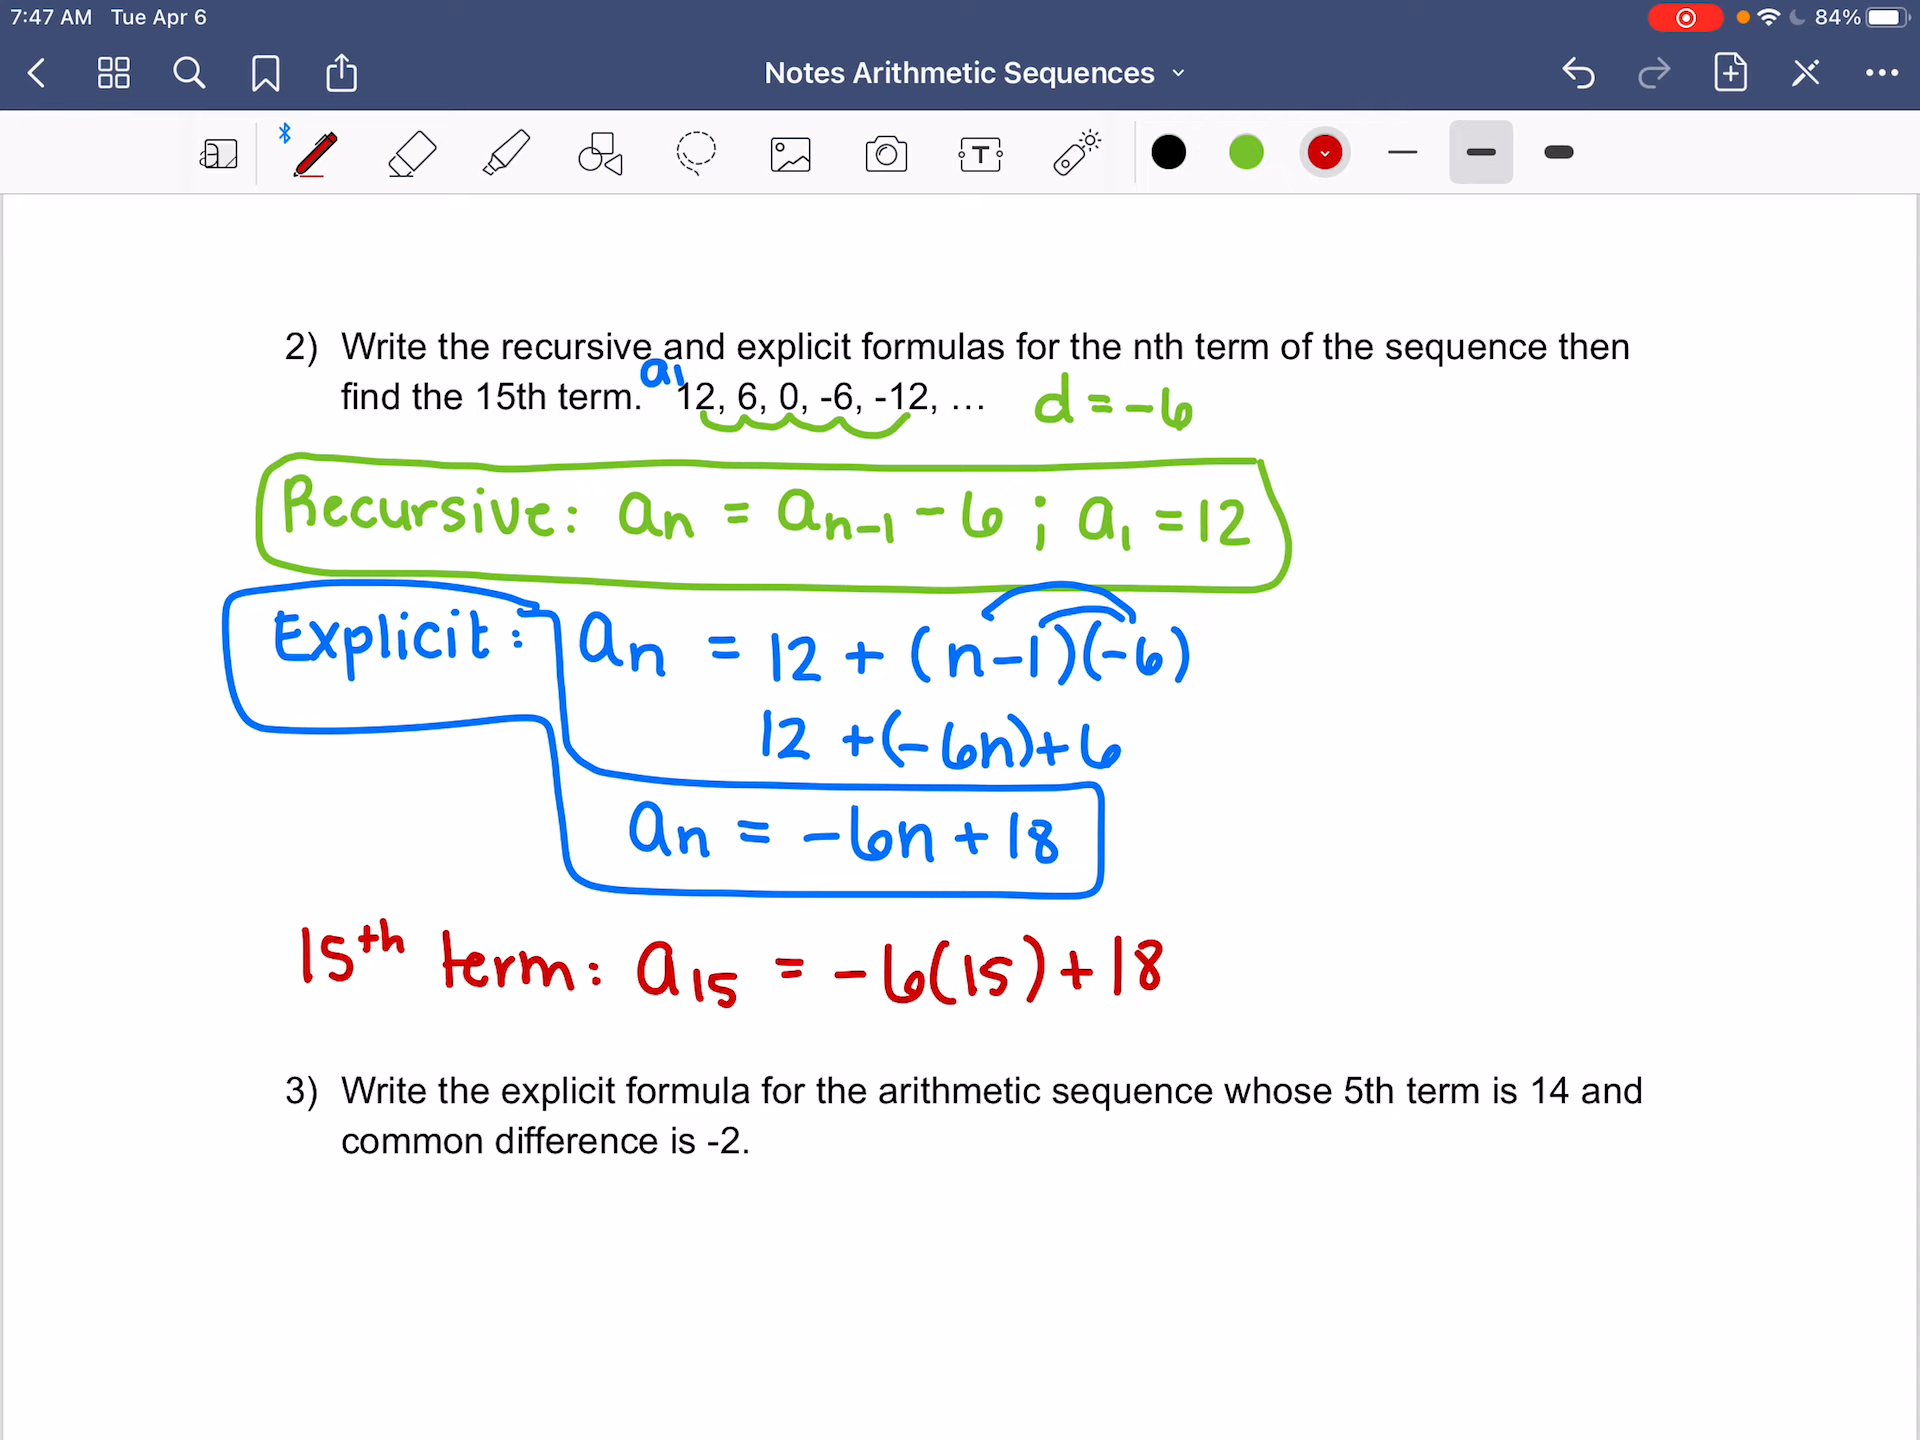 7:47 AM Tue Apr 6
84%
Notes Arithmetic Sequences
2) Write the recursive and explicit formulas for the nth term of the sequence then
a₁
find the 15th term. 12, 6, 0, -6, -12, … d = -6
Recursive: aₙ = aₙ₋₁ - 6 ; a₁ = 12
Explicit: aₙ = 12 + (n-1)(-6)
12 + (-6n) + 6
aₙ = -6n + 18
15ᵗʰ term: a₁₅ = -6(15) + 18
3) Write the explicit formula for the arithmetic sequence whose 5th term is 14 and
common difference is -2.